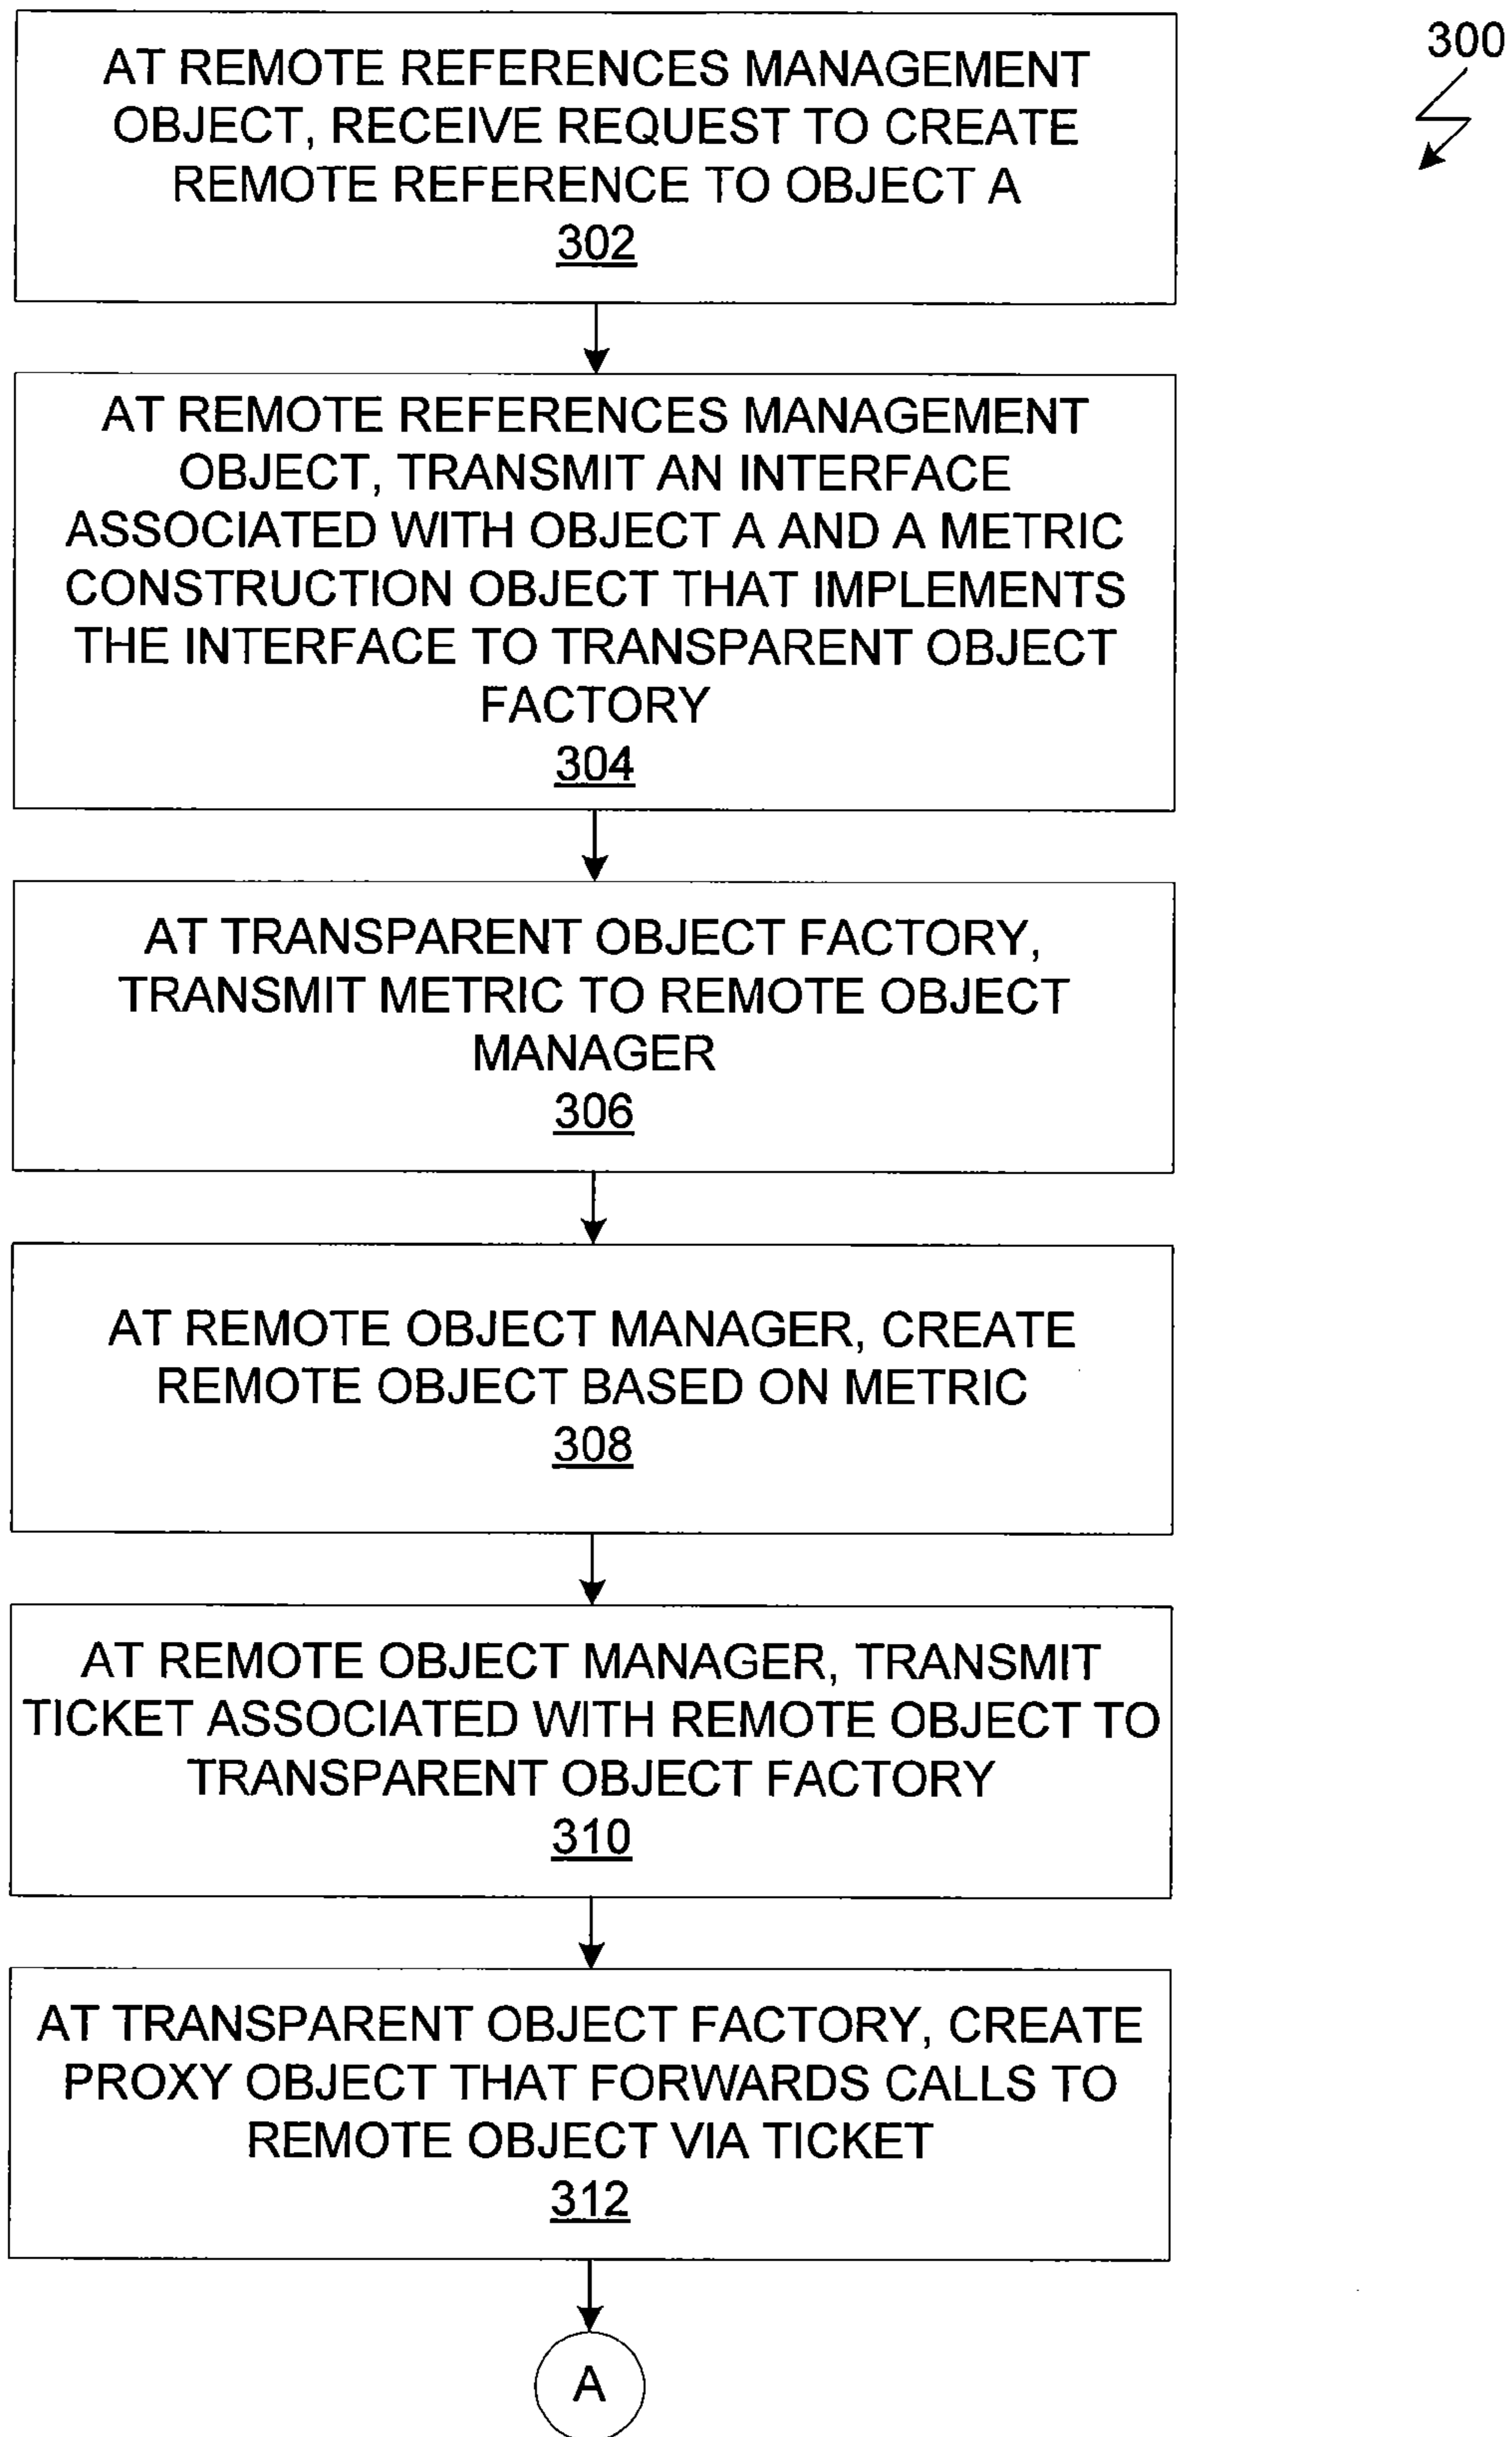 300
AT REMOTE REFERENCES MANAGEMENT
OBJECT, RECEIVE REQUEST TO CREATE
REMOTE REFERENCE TO OBJECT A
302
AT REMOTE REFERENCES MANAGEMENT
OBJECT, TRANSMIT AN INTERFACE
ASSOCIATED WITH OBJECT A AND A METRIC
CONSTRUCTION OBJECT THAT IMPLEMENTS
THE INTERFACE TO TRANSPARENT OBJECT
FACTORY
304
AT TRANSPARENT OBJECT FACTORY,
TRANSMIT METRIC TO REMOTE OBJECT
MANAGER
306
AT REMOTE OBJECT MANAGER, CREATE
REMOTE OBJECT BASED ON METRIC
308
AT REMOTE OBJECT MANAGER, TRANSMIT
TICKET ASSOCIATED WITH REMOTE OBJECT TO
TRANSPARENT OBJECT FACTORY
310
AT TRANSPARENT OBJECT FACTORY, CREATE
PROXY OBJECT THAT FORWARDS CALLS TO
REMOTE OBJECT VIA TICKET
312
A